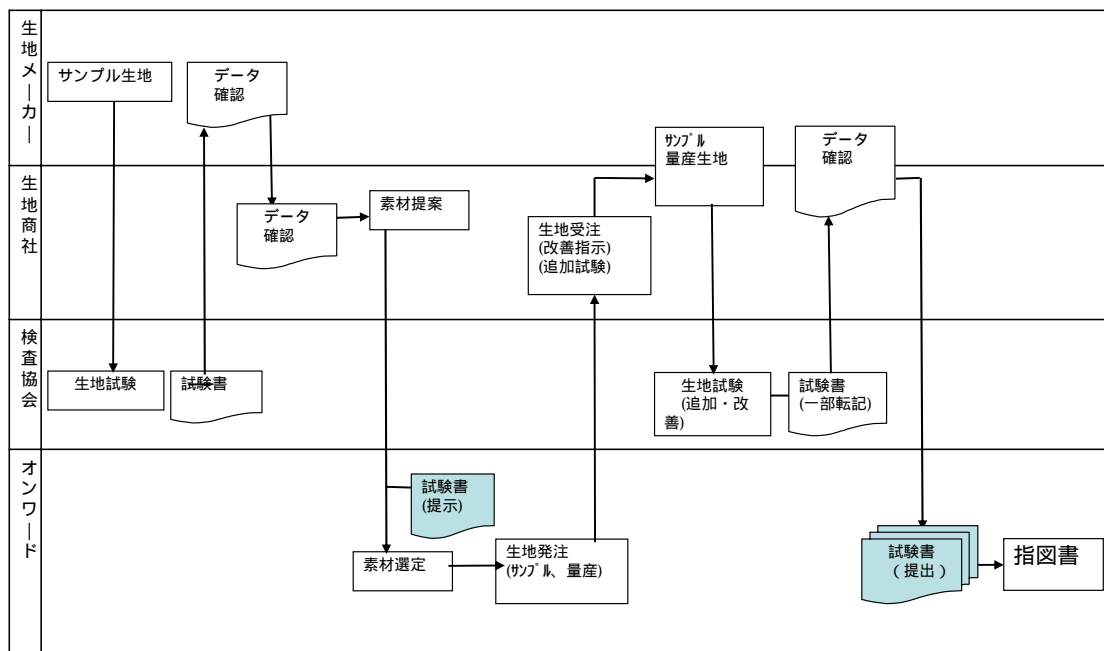 生地メーカー
サンプル生地
データ
確認
サンプル
量産生地
データ
確認
生地商社
データ
確認
素材提案
生地受注
(改善指示)
(追加試験)
検査協会
生地試験
試験書
生地試験
(追加・改
善)
試験書
(一部転記)
オンワード
試験書
(提示)
素材選定
生地発注
(サンプル、量産)
試験書
(提出)
指図書